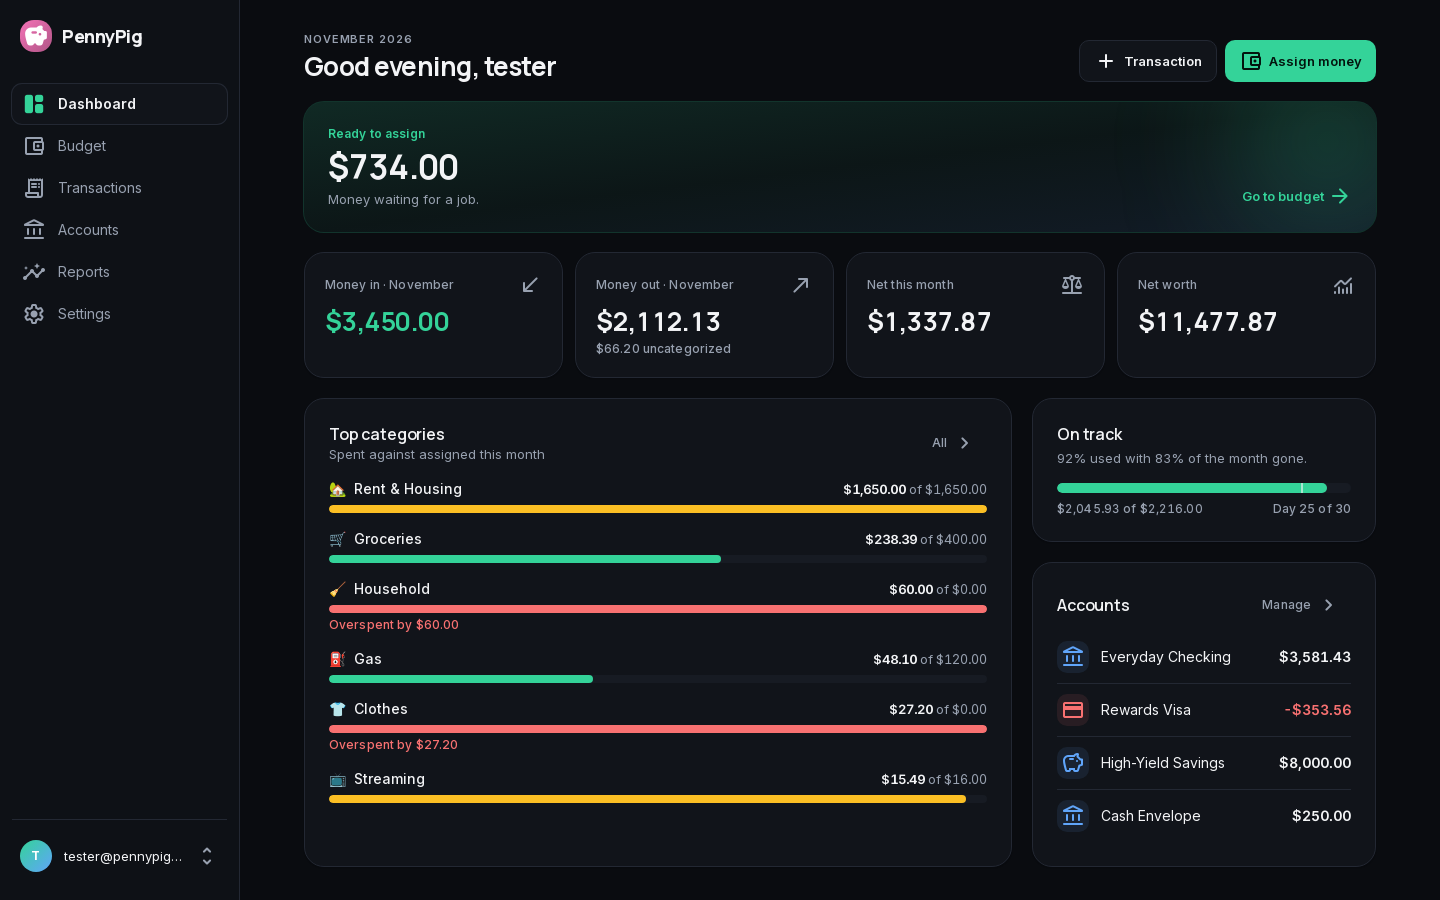 PennyPig
Dashboard
Budget
Transactions
Accounts
Reports
Settings
T
tester@pennypig...
NOVEMBER 2026
Good evening, tester
Transaction
Assign money
Ready to assign
$734.00
Money waiting for a job.
Go to budget
Money in · November
$3,450.00
Money out · November
$2,112.13
$66.20 uncategorized
Net this month
$1,337.87
Net worth
$11,477.87
Top categories
Spent against assigned this month
All
Rent & Housing
$1,650.00 of $1,650.00
Groceries
$238.39 of $400.00
Household
$60.00 of $0.00
Overspent by $60.00
Gas
$48.10 of $120.00
Clothes
$27.20 of $0.00
Overspent by $27.20
Streaming
$15.49 of $16.00
On track
92% used with 83% of the month gone.
$2,045.93 of $2,216.00
Day 25 of 30
Accounts
Manage
Everyday Checking
$3,581.43
Rewards Visa
-$353.56
High-Yield Savings
$8,000.00
Cash Envelope
$250.00